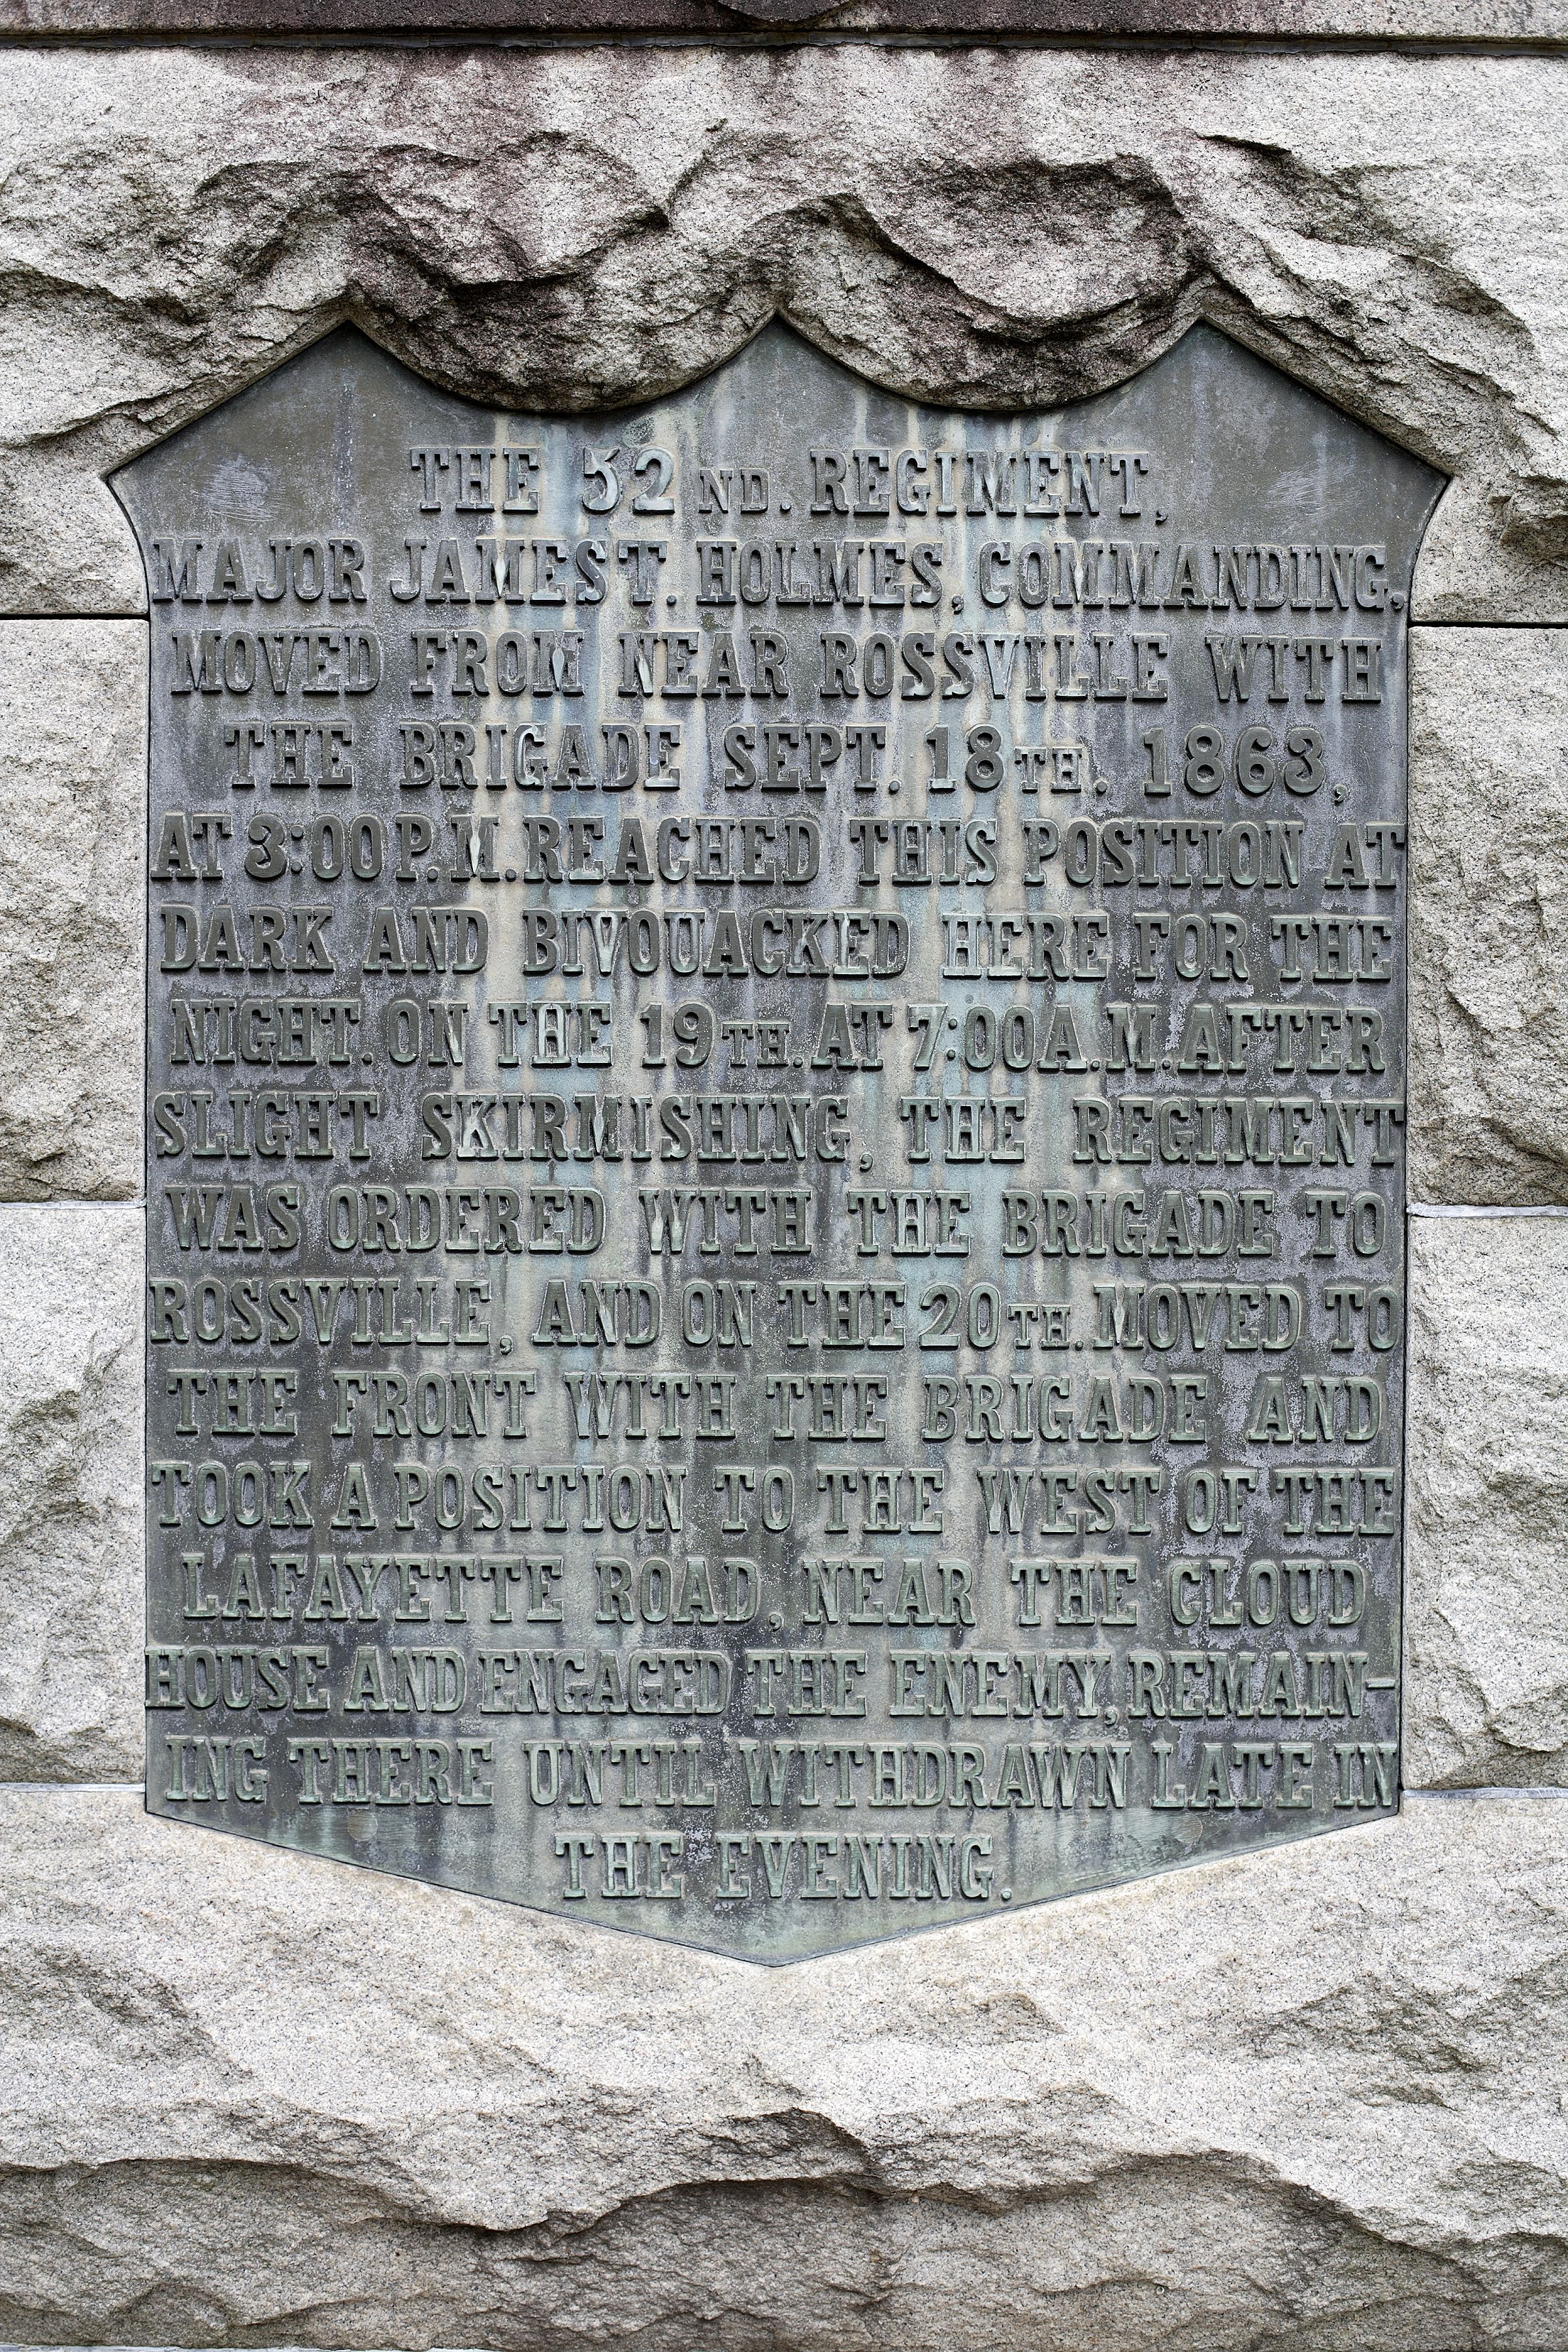 THE 52ND. REGIMENT,
MAJOR JAMES T. HOLMES, COMMANDING,
MOVED FROM NEAR ROSSVILLE WITH
THE BRIGADE SEPT. 18TH. 1863,
AT 3:00 P.M. REACHED THIS POSITION AT
DARK AND BIVOUACKED HERE FOR THE
NIGHT. ON THE 19TH. AT 7:00 A.M. AFTER
SLIGHT SKIRMISHING, THE REGIMENT
WAS ORDERED WITH THE BRIGADE TO
ROSSVILLE, AND ON THE 20TH. MOVED TO
THE FRONT WITH THE BRIGADE AND
TOOK A POSITION TO THE WEST OF THE
LAFAYETTE ROAD, NEAR THE CLOUD
HOUSE AND ENGAGED THE ENEMY, REMAIN-
ING THERE UNTIL WITHDRAWN LATE IN
THE EVENING.